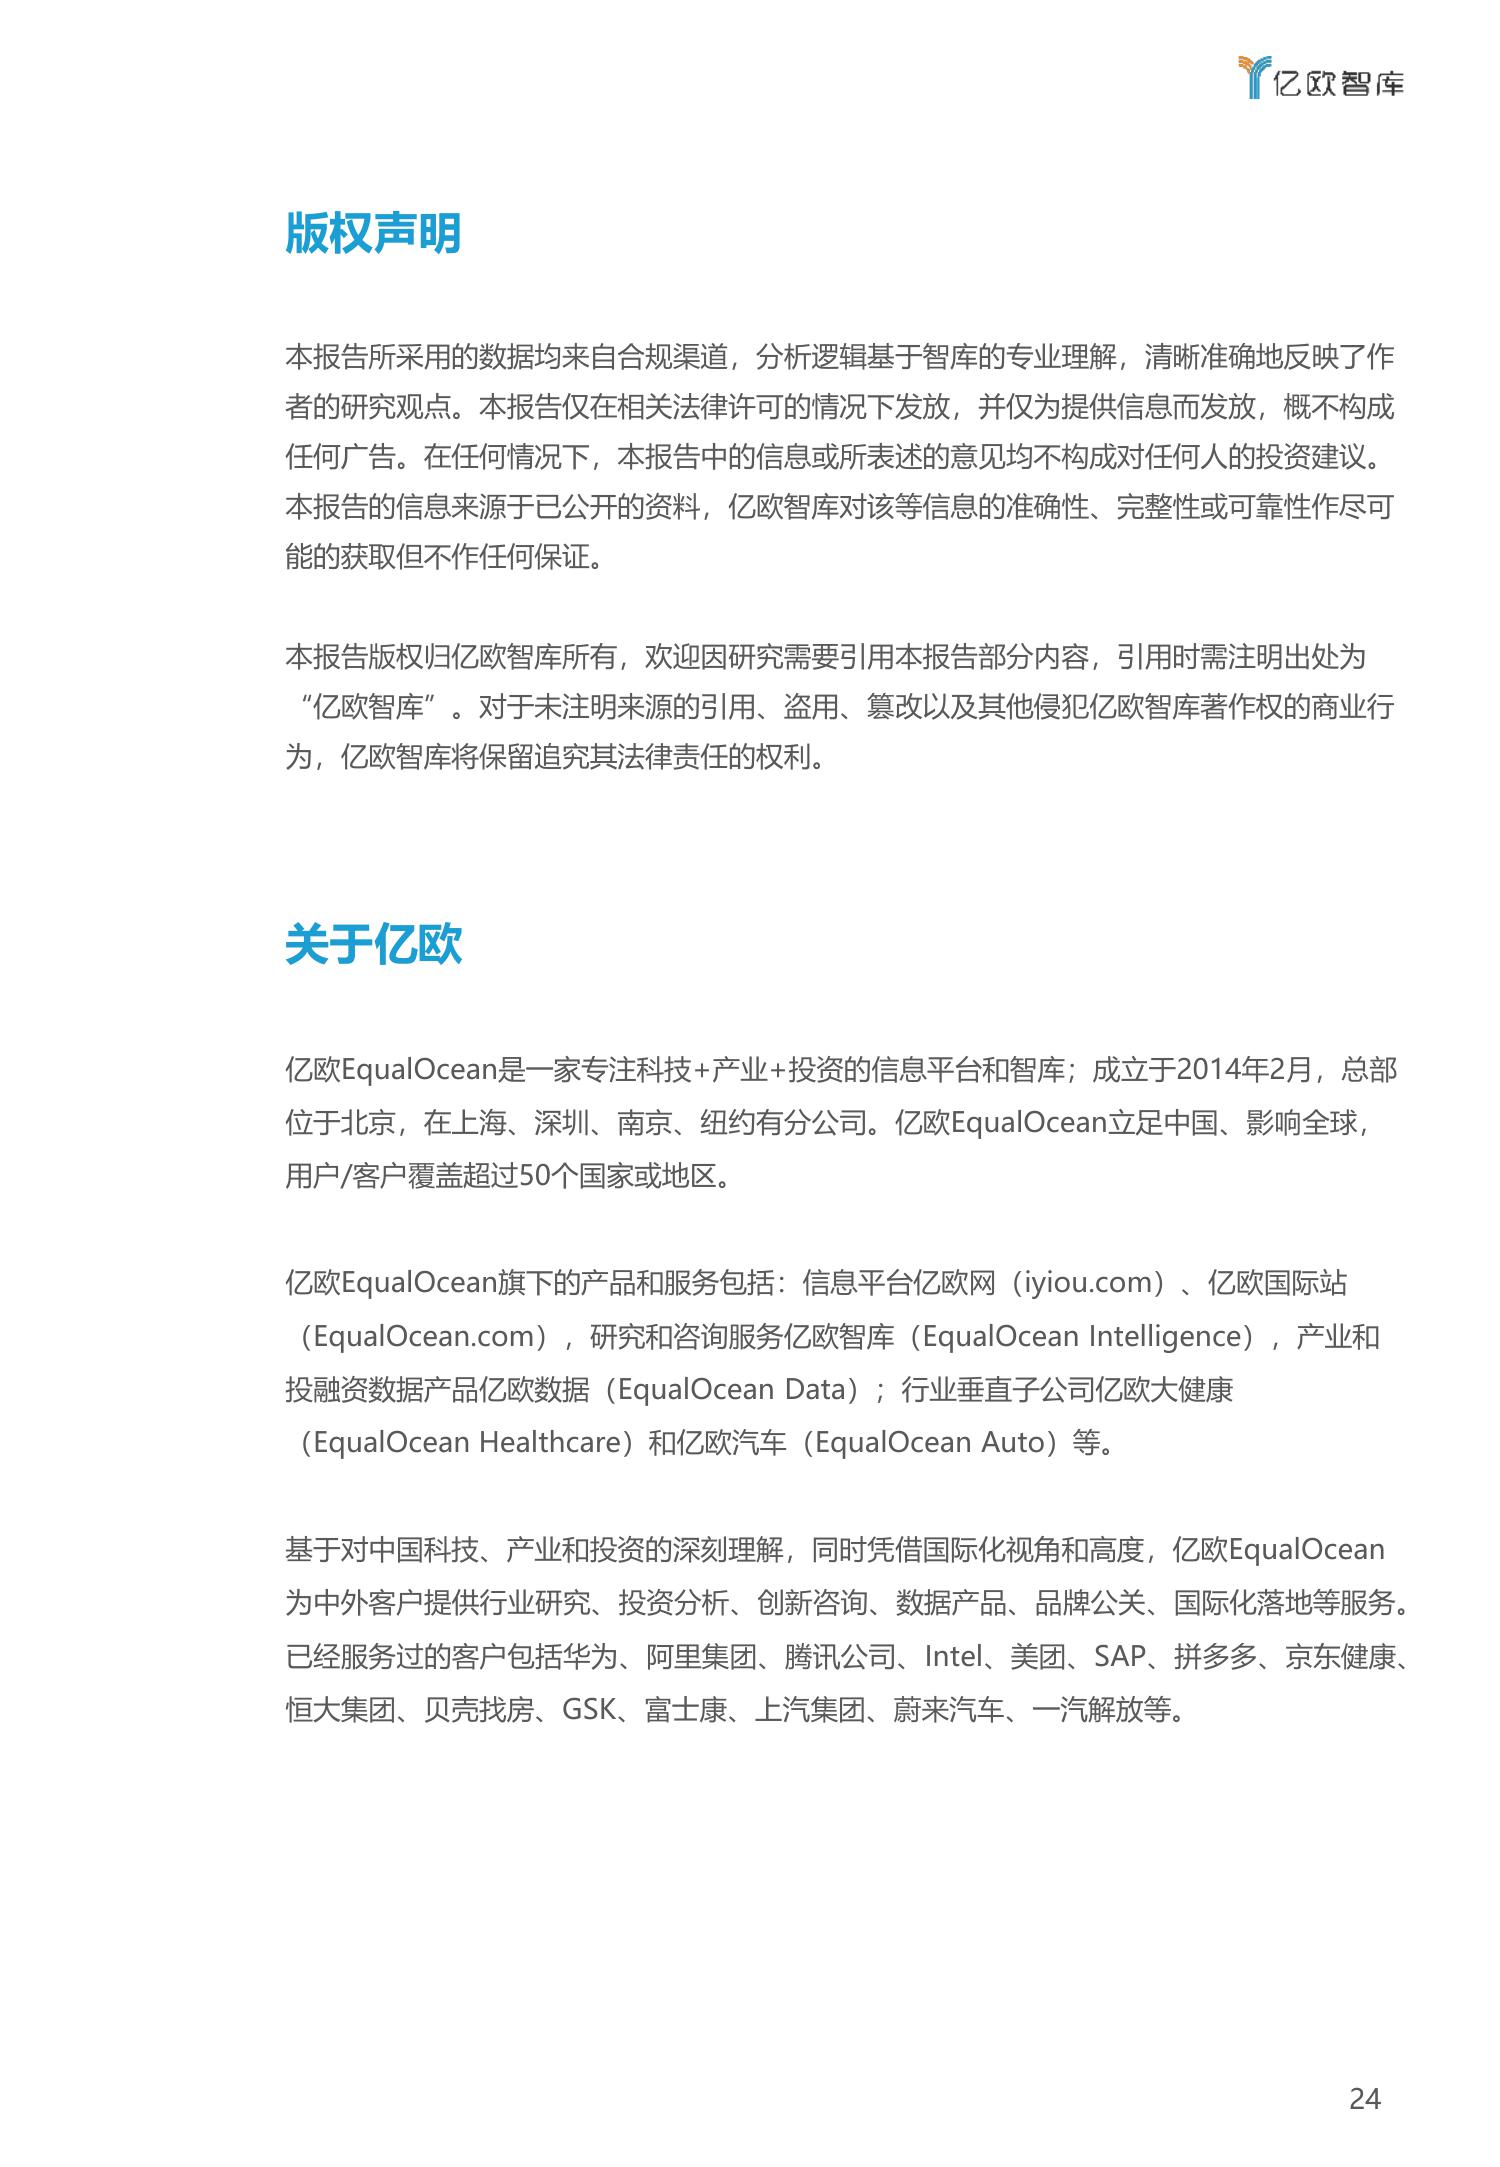 亿欧智库
版权声明
本报告所采用的数据均来自合规渠道，分析逻辑基于智库的专业理解，清晰准确地反映了作
者的研究观点。本报告仅在相关法律许可的情况下发放，并仅为提供信息而发放，概不构成
任何广告。在任何情况下，本报告中的信息或所表述的意见均不构成对任何人的投资建议。
本报告的信息来源于已公开的资料，亿欧智库对该等信息的准确性、完整性或可靠性作尽可
能的获取但不作任何保证。
本报告版权归亿欧智库所有，欢迎因研究需要引用本报告部分内容，引用时需注明出处为
“亿欧智库”。对于未注明来源的引用、盗用、篡改以及其他侵犯亿欧智库著作权的商业行
为，亿欧智库将保留追究其法律责任的权利。
关于亿欧
亿欧EqualOcean是一家专注科技+产业+投资的信息平台和智库；成立于2014年2月，总部
位于北京，在上海、深圳、南京、纽约有分公司。亿欧EqualOcean立足中国、影响全球，
用户/客户覆盖超过50个国家或地区。
亿欧EqualOcean旗下的产品和服务包括：信息平台亿欧网（iyiou.com）、亿欧国际站
（EqualOcean.com），研究和咨询服务亿欧智库（EqualOcean Intelligence），产业和
投融资数据产品亿欧数据（EqualOcean Data）；行业垂直子公司亿欧大健康
（EqualOcean Healthcare）和亿欧汽车（EqualOcean Auto）等。
基于对中国科技、产业和投资的深刻理解，同时凭借国际化视角和高度，亿欧EqualOcean
为中外客户提供行业研究、投资分析、创新咨询、数据产品、品牌公关、国际化落地等服务。
已经服务过的客户包括华为、阿里集团、腾讯公司、Intel、美团、SAP、拼多多、京东健康、
恒大集团、贝壳找房、GSK、富士康、上汽集团、蔚来汽车、一汽解放等。
24